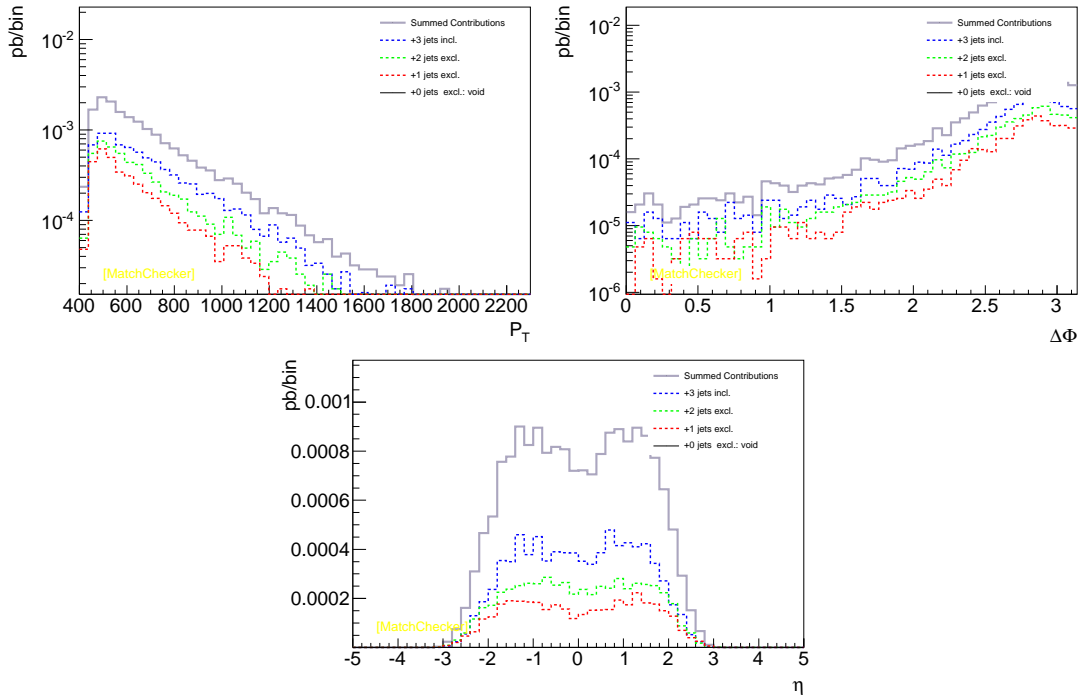 pb/bin
10^-2
10^-3
10^-4
Summed Contributions
+3 jets incl.
+2 jets excl.
+1 jets excl.
+0 jets excl.: void
[MatchChecker]
400 600 800 1000 1200 1400 1600 1800 2000 2200
P_T
pb/bin
10^-2
10^-3
10^-4
10^-5
10^-6
Summed Contributions
+3 jets incl.
+2 jets excl.
+1 jets excl.
+0 jets excl.: void
[MatchChecker]
0 0.5 1 1.5 2 2.5 3
ΔΦ
pb/bin
0.001
0.0008
0.0006
0.0004
0.0002
Summed Contributions
+3 jets incl.
+2 jets excl.
+1 jets excl.
+0 jets excl.: void
[MatchChecker]
-5 -4 -3 -2 -1 0 1 2 3 4 5
η